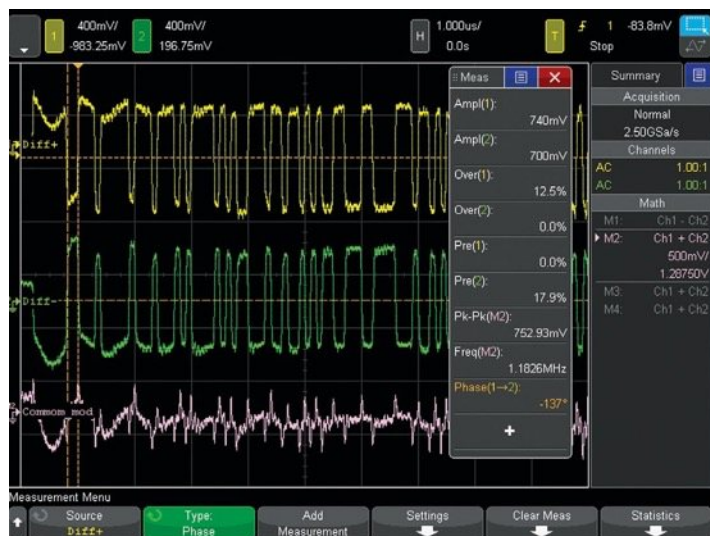 1 400mV/ 2 400mV/ H 1.000us/ T 1 -83.8mV
-983.25mV 196.75mV 0.0s Stop
Meas
Summary
Acquisition
Normal
2.50GSa/s
Channels
AC 1.00:1
AC 1.00:1
Math
M1: Ch1 - Ch2
M2: Ch1 + Ch2
500mV/
1.28750V
M3: Ch1 + Ch2
M4: Ch1 + Ch2
Ampl(1):
740mV
Ampl(2):
700mV
Over(1):
12.5%
Over(2):
0.0%
Pre(1):
0.0%
Pre(2):
17.9%
Pk-Pk(M2):
752.93mV
Freq(M2):
1.1826MHz
Phase(1→2):
-137°
+
Diff+
Diff-
Commom mod
Measurement Menu
Source
Diff+
Type:
Phase
Add
Measurement
Settings
Clear Meas
Statistics